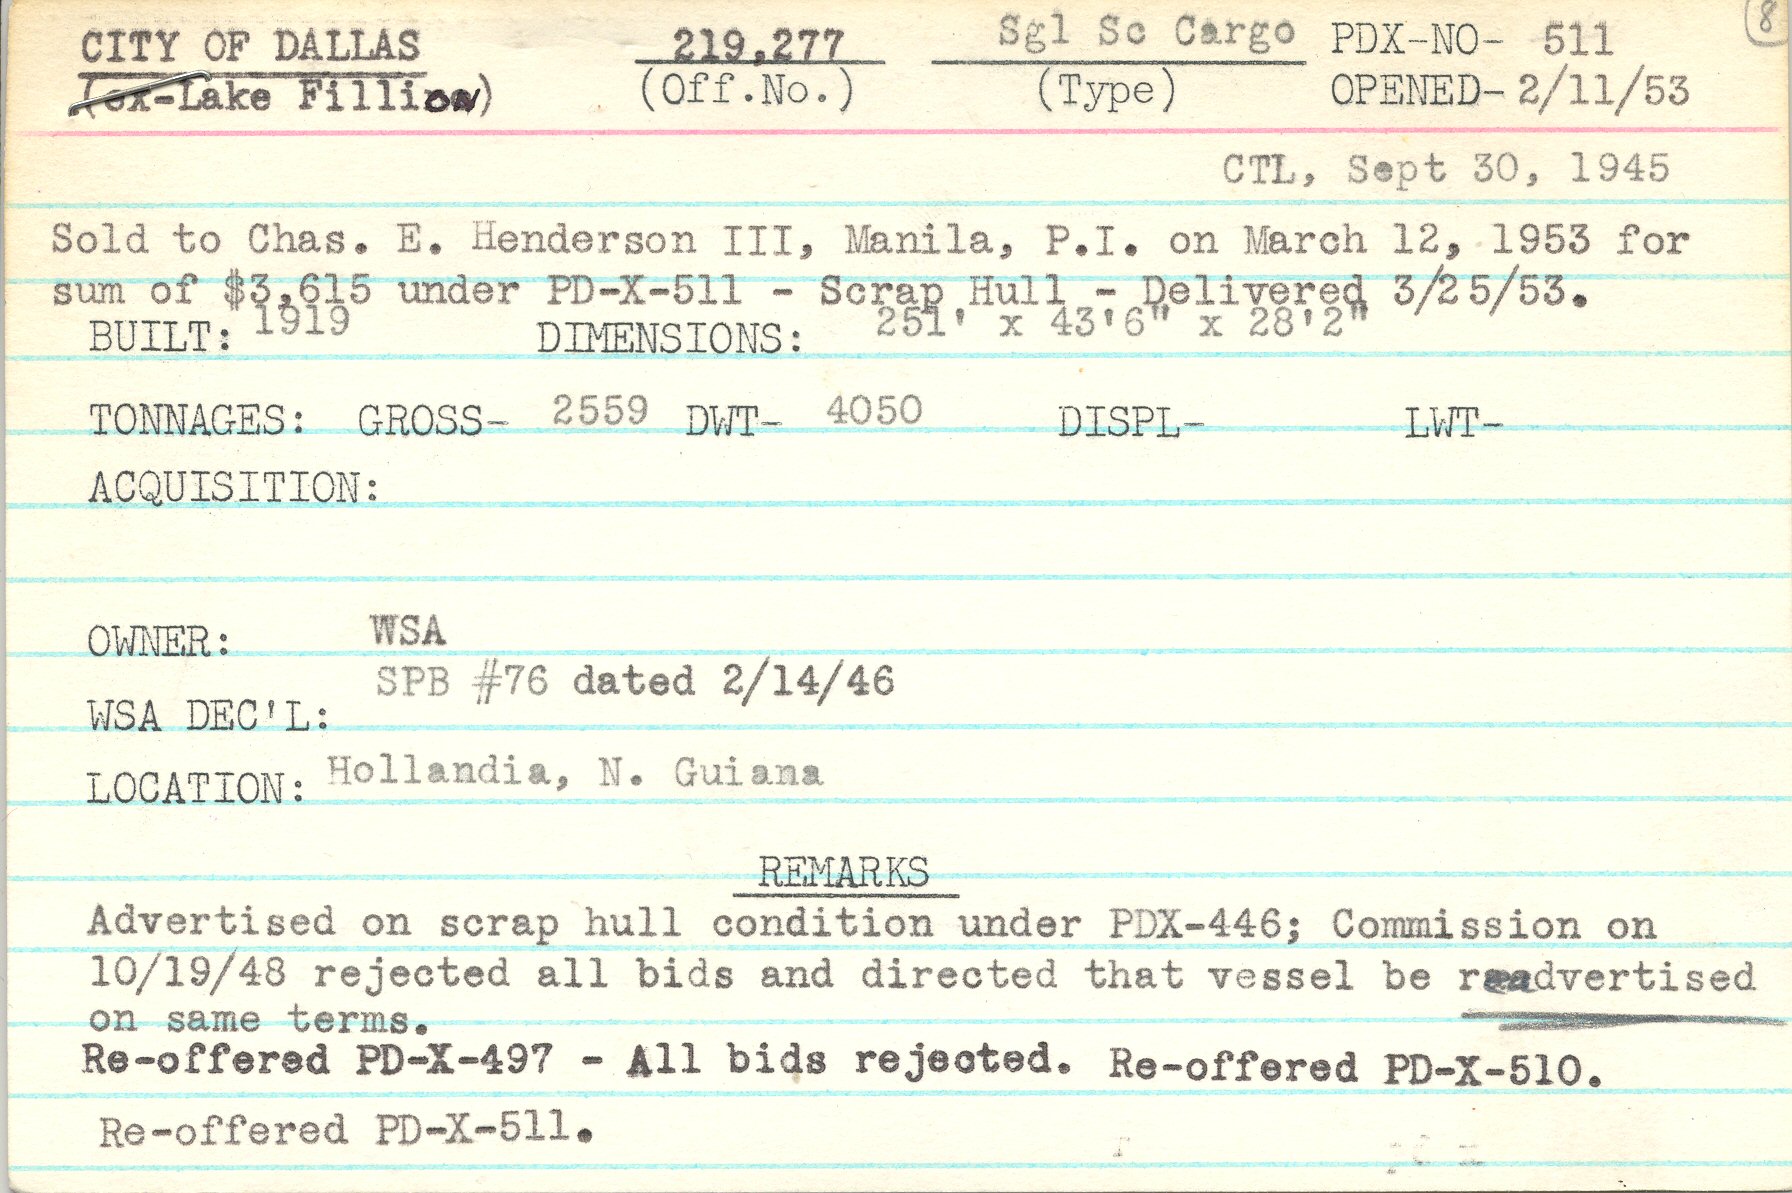 CITY OF DALLAS 219,277 Sgl Sc Cargo PDX-NO- 511 8
(ex-Lake Fillion) (Off.No.) (Type) OPENED- 2/11/53
CTL, Sept 30, 1945
Sold to Chas. E. Henderson III, Manila, P.I. on March 12, 1953 for
sum of $3,615 under PD-X-511 - Scrap Hull - Delivered 3/25/53.
BUILT: 1919 DIMENSIONS: 251' x 43'6" x 28'2"
TONNAGES: GROSS- 2559 DWT- 4050 DISPL- LWT-
ACQUISITION:
OWNER: WSA
SPB #76 dated 2/14/46
WSA DEC'L:
LOCATION: Hollandia, N. Guiana
REMARKS
Advertised on scrap hull condition under PDX-446; Commission on
10/19/48 rejected all bids and directed that vessel be readvertised
on same terms.
Re-offered PD-X-497 - All bids rejected. Re-offered PD-X-510.
Re-offered PD-X-511.